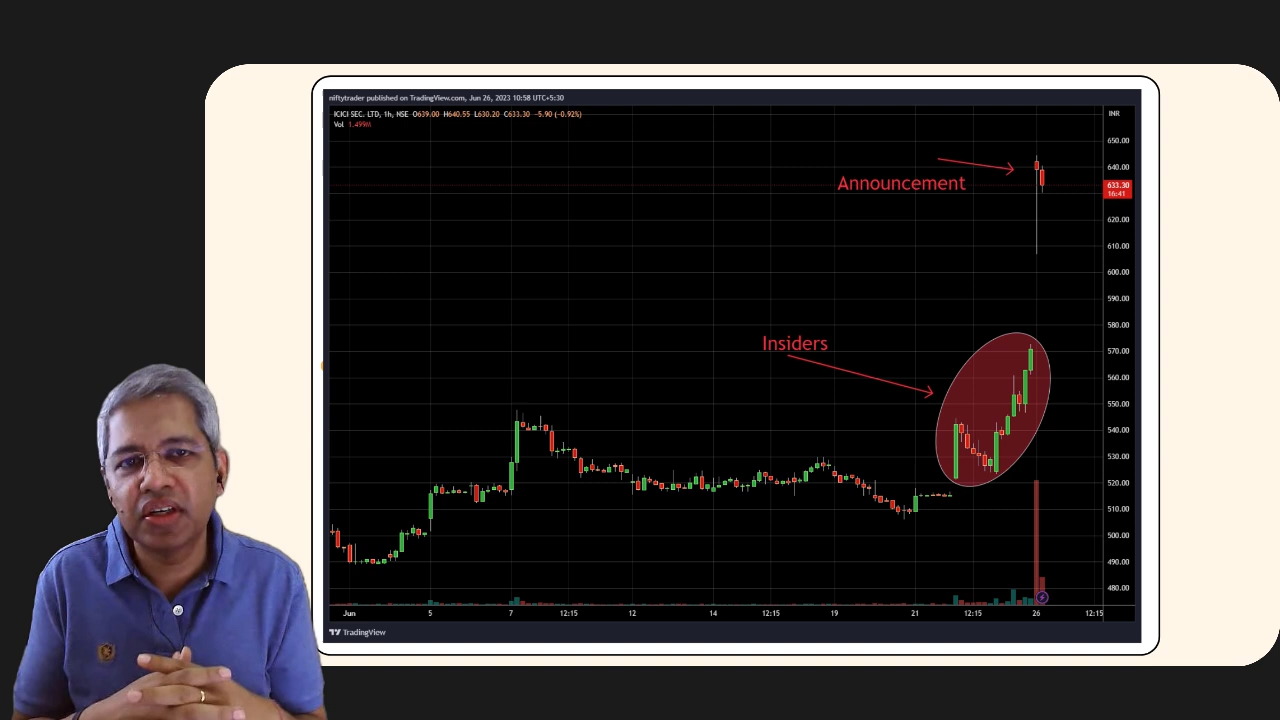 niftytrader published on TradingView.com, Jun 26, 2023 10:58 UTC+5:30
ICICI SEC. LTD, 1h, NSE O639.00 H640.55 L630.20 C633.30 -5.90 (-0.92%)
Vol 1.499M
INR
650.00
640.00
633.30
16:41
620.00
610.00
600.00
590.00
580.00
570.00
560.00
550.00
540.00
530.00
520.00
510.00
500.00
490.00
480.00
Announcement
Insiders
Jun 5 7 12:15 12 14 12:15 19 21 12:15 26 12:15
TradingView